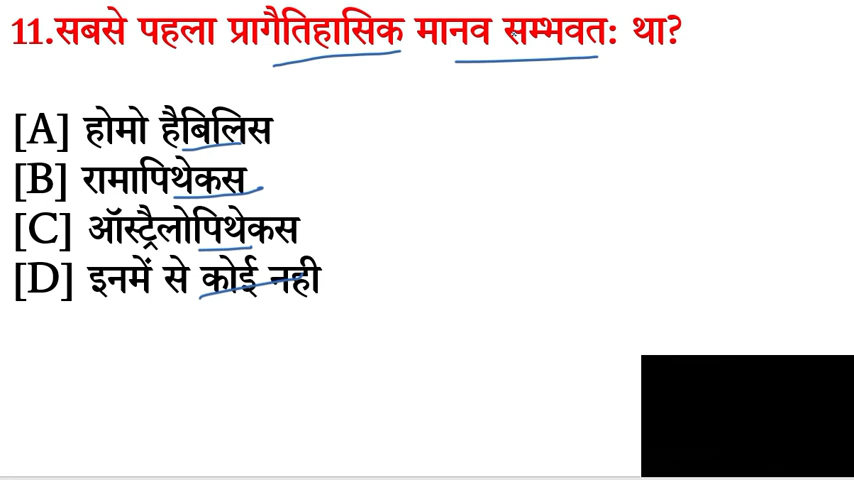 11.सबसे पहला प्रागैतिहासिक मानव सम्भवत: था?
[A] होमो हैबिलिस
[B] रामापिथेकस
[C] ऑस्ट्रैलोपिथेकस
[D] इनमें से कोई नही